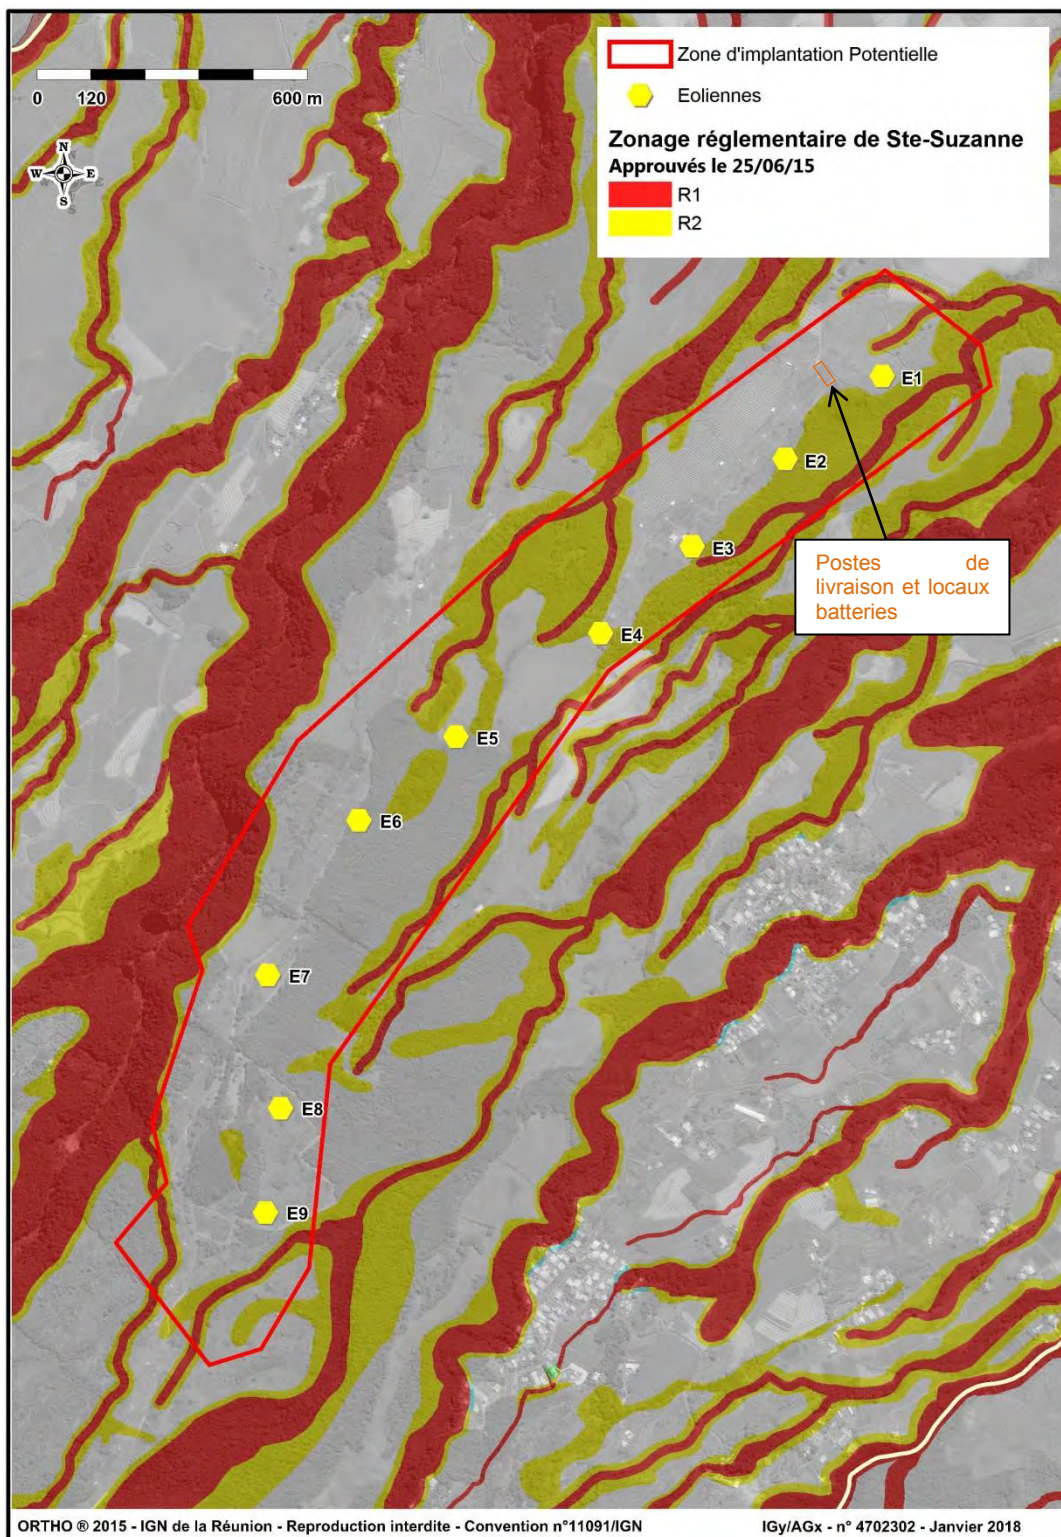 Zone d'implantation Potentielle
Eoliennes
Zonage réglementaire de Ste-Suzanne
Approuvés le 25/06/15
R1
R2
0 120 600 m
N
W E
S
E1
E2
E3
E4
E5
E6
E7
E8
E9
Postes de
livraison et locaux
batteries
ORTHO ® 2015 - IGN de la Réunion - Reproduction interdite - Convention n°11091/IGN IGy/AGx - n° 4702302 - Janvier 2018